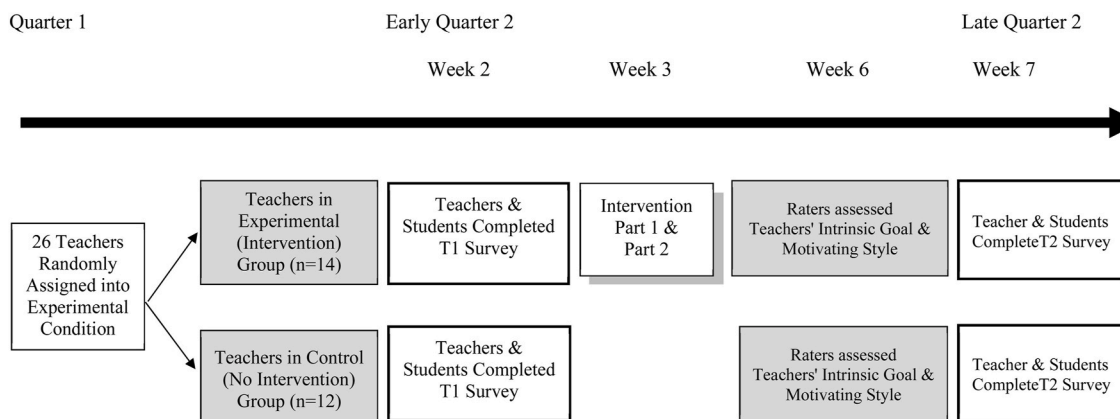 Quarter 1
Early Quarter 2
Late Quarter 2
Week 2
Week 3
Week 6
Week 7
26 Teachers
Randomly
Assigned into
Experimental
Condition
Teachers in
Experimental
(Intervention)
Group (n=14)
Teachers &
Students Completed
T1 Survey
Intervention
Part 1 &
Part 2
Raters assessed
Teachers' Intrinsic Goal &
Motivating Style
Teacher & Students
CompleteT2 Survey
Teachers in Control
(No Intervention)
Group (n=12)
Teachers &
Students Completed
T1 Survey
Raters assessed
Teachers' Intrinsic Goal &
Motivating Style
Teacher & Students
CompleteT2 Survey